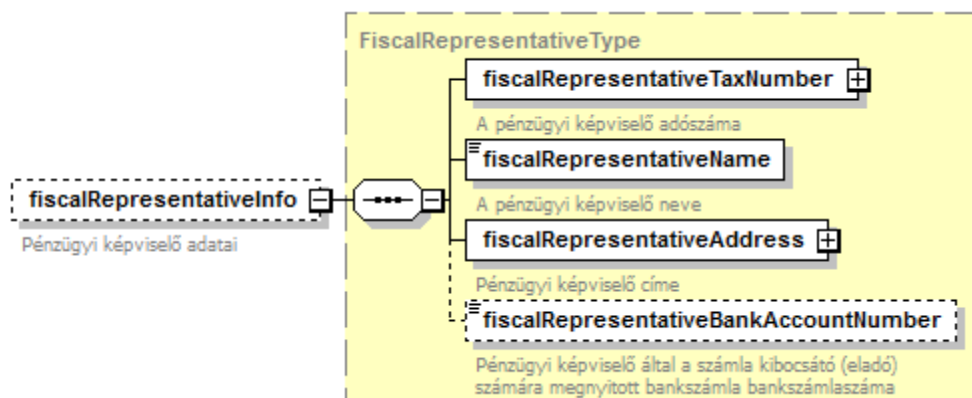 FiscalRepresentativeType
fiscalRepresentativeTaxNumber
A pénzügyi képviselő adószáma
fiscalRepresentativeName
A pénzügyi képviselő neve
fiscalRepresentativeInfo
Pénzügyi képviselő adatai
fiscalRepresentativeAddress
Pénzügyi képviselő címe
fiscalRepresentativeBankAccountNumber
Pénzügyi képviselő által a számla kibocsátó (eladó)
számára megnyitott bankszámla bankszámlaszáma